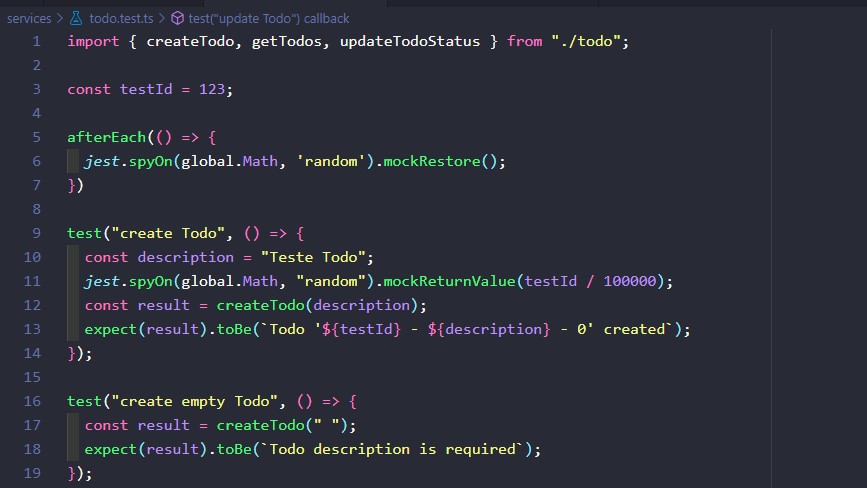 services > todo.test.ts > test("update Todo") callback
1 import { createTodo, getTodos, updateTodoStatus } from "./todo";
2
3 const testId = 123;
4
5 afterEach(() => {
6   jest.spyOn(global.Math, 'random').mockRestore();
7 })
8
9 test("create Todo", () => {
10   const description = "Teste Todo";
11   jest.spyOn(global.Math, "random").mockReturnValue(testId / 100000);
12   const result = createTodo(description);
13   expect(result).toBe(`Todo '${testId} - ${description} - 0' created`);
14 });
15
16 test("create empty Todo", () => {
17   const result = createTodo(" ");
18   expect(result).toBe(`Todo description is required`);
19 });